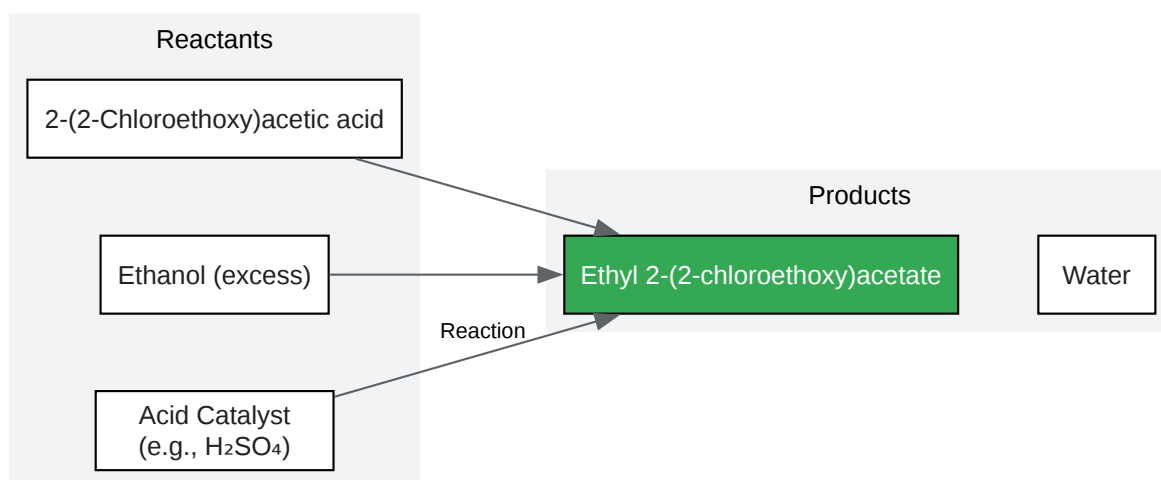 Reactants
2-(2-Chloroethoxy)acetic acid
Ethanol (excess)
Acid Catalyst
(e.g., H₂SO₄)
Reaction
Products
Ethyl 2-(2-chloroethoxy)acetate
Water